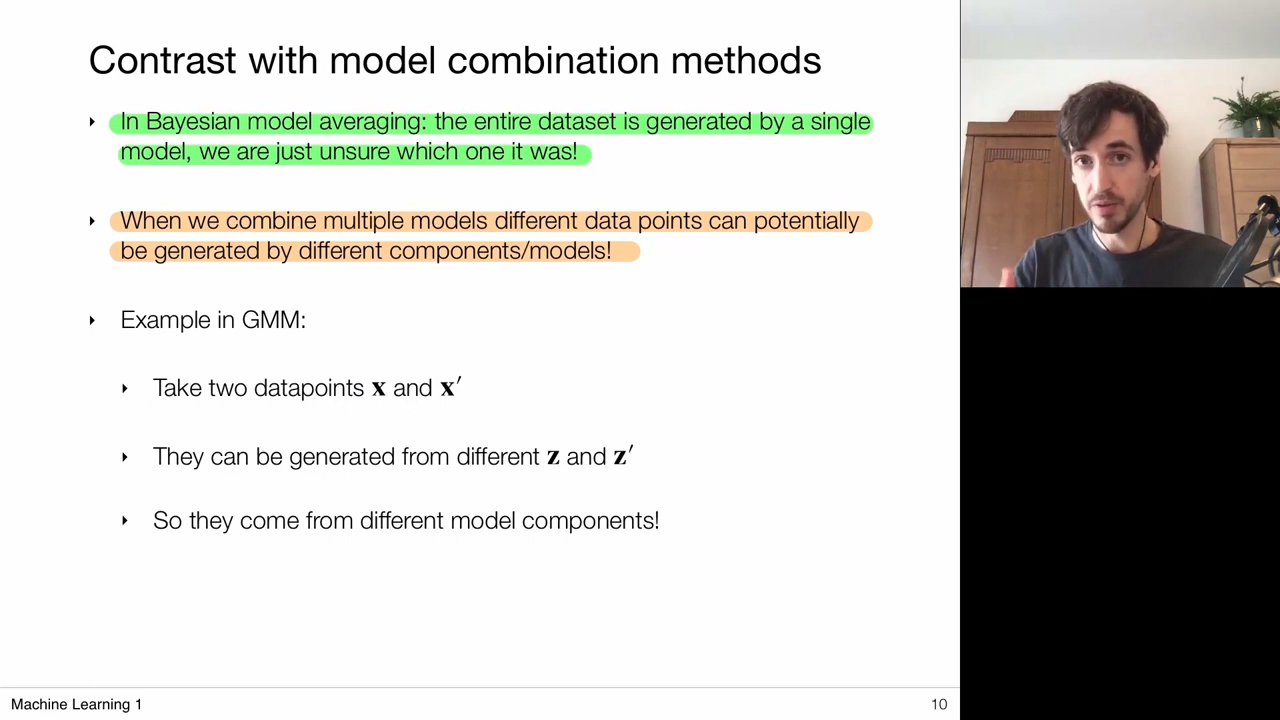 Contrast with model combination methods
In Bayesian model averaging: the entire dataset is generated by a single
model, we are just unsure which one it was!
When we combine multiple models different data points can potentially
be generated by different components/models!
Example in GMM:
Take two datapoints x and x′
They can be generated from different z and z′
So they come from different model components!
Machine Learning 1
10